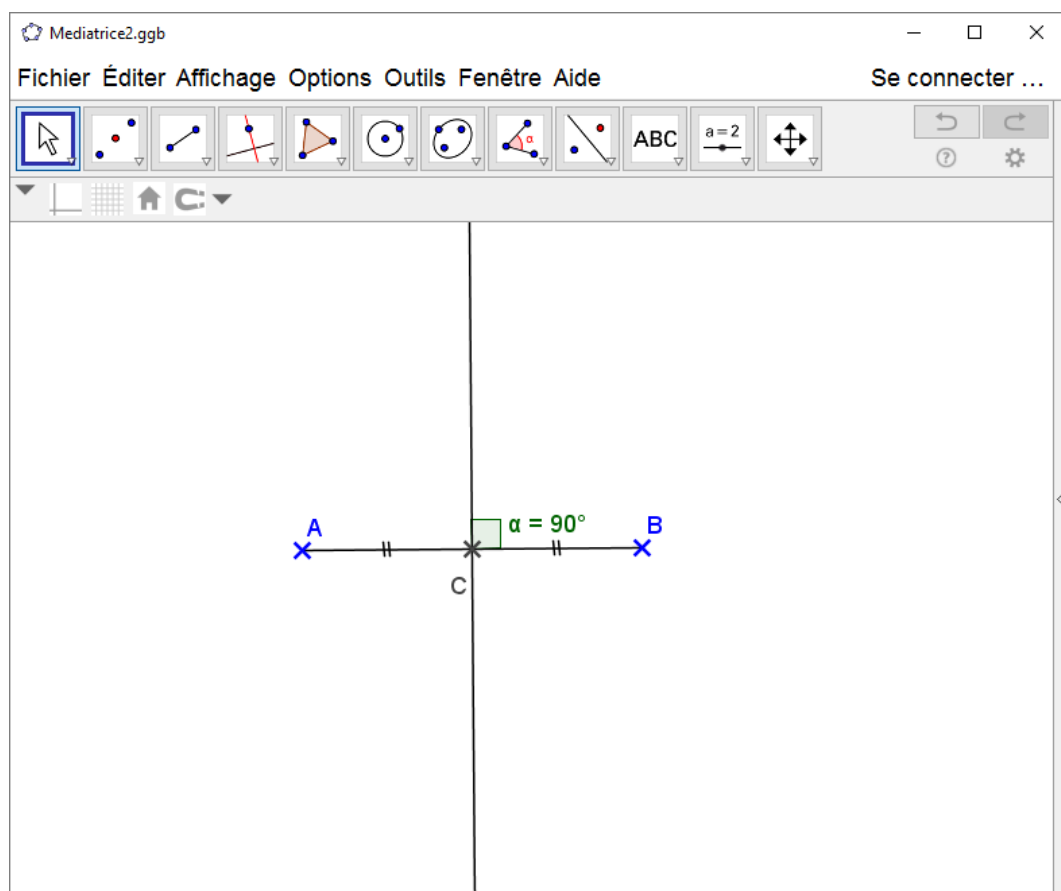 Mediatrice2.ggb
Fichier Éditer Affichage Options Outils Fenêtre Aide Se connecter ...
α ABC a=2
A α = 90° B
C